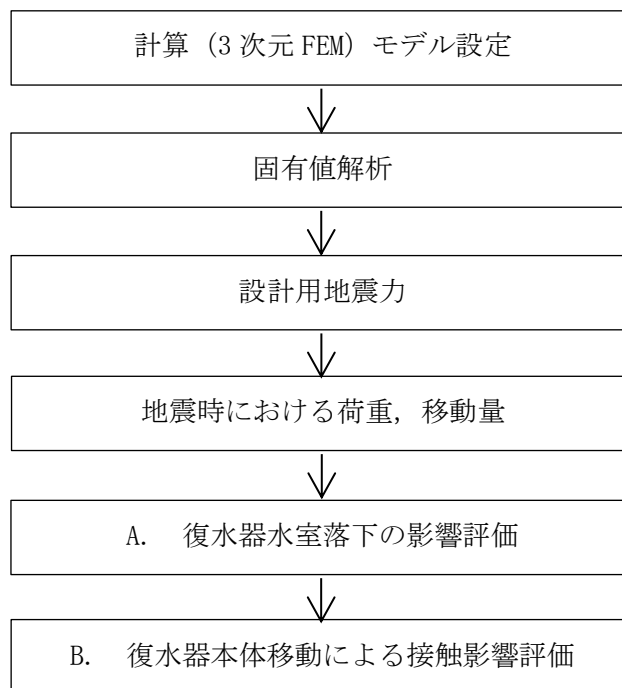 計算（3 次元 FEM）モデル設定
固有値解析
設計用地震力
地震時における荷重，移動量
A.　復水器水室落下の影響評価
B.　復水器本体移動による接触影響評価